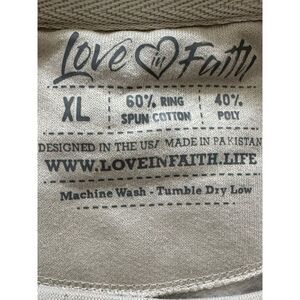 Love in Faith
XL 60% RING SPUN COTTON 40% POLY
DESIGNED IN THE US/ MADE IN PAKISTAN
WWW.LOVEINFAITH.LIFE
Machine Wash - Tumble Dry Low